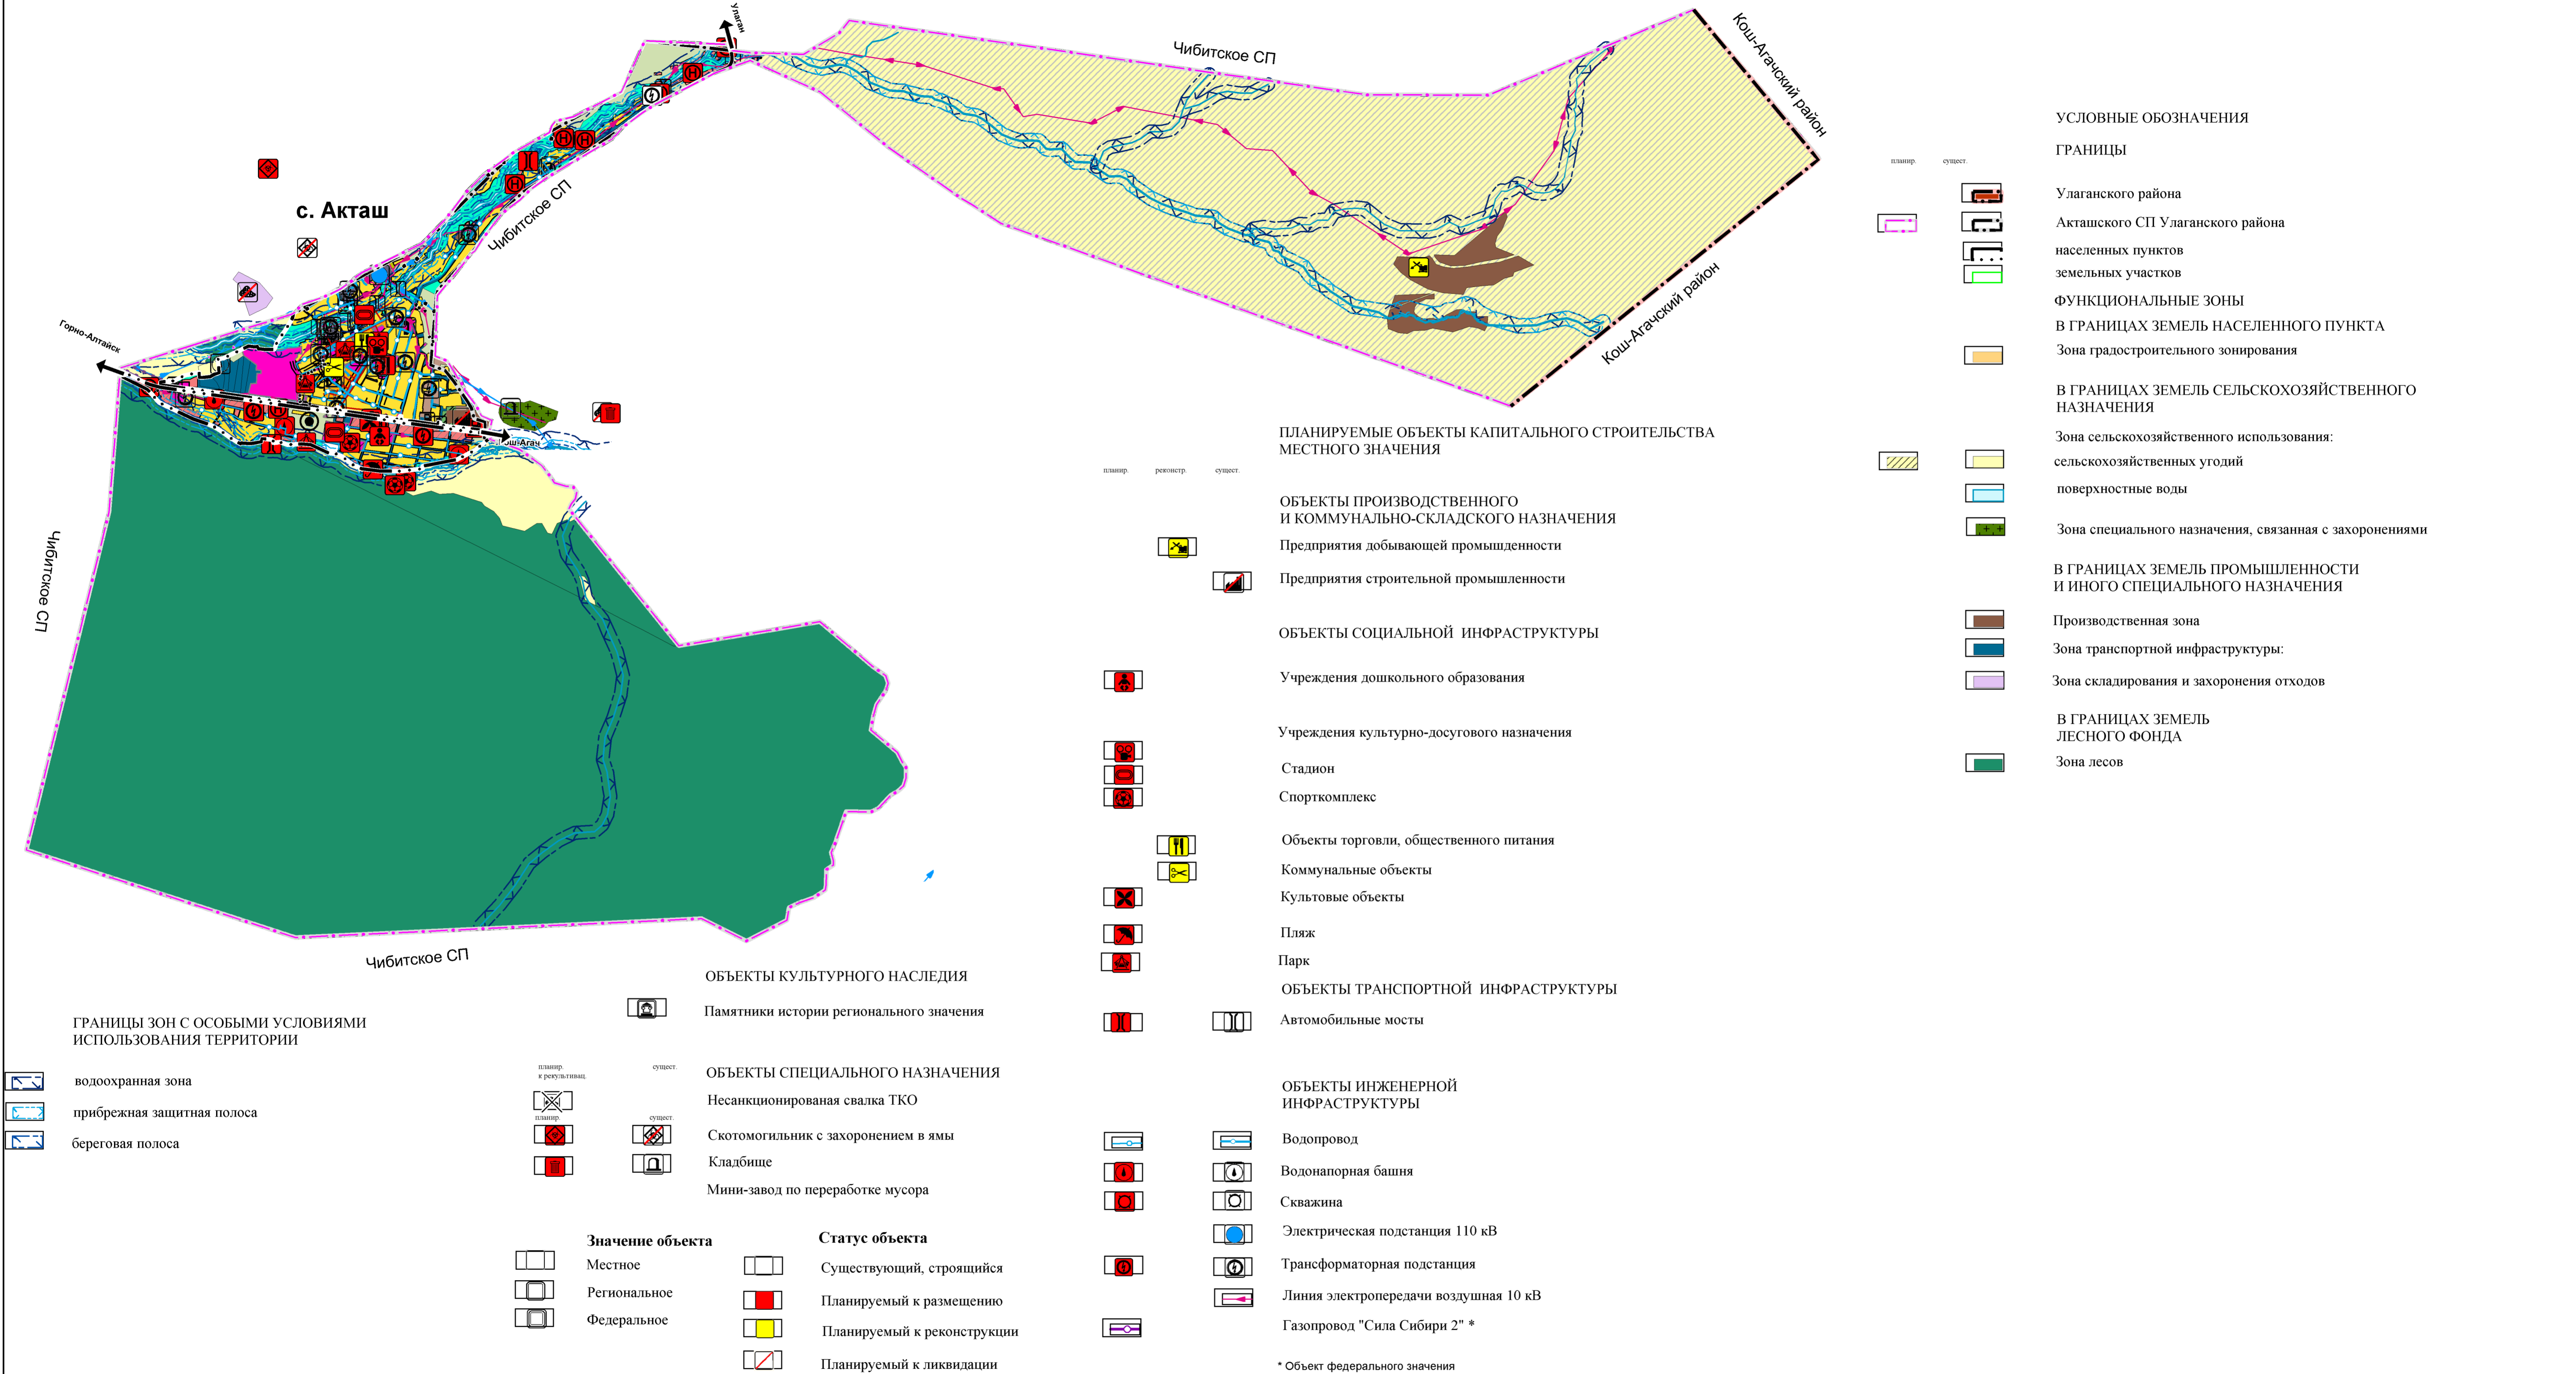 Улаган
Чибитское СП
Кош-Агачский район
с. Акташ
Чибитское СП
Горно-Алтайск
Кош-Агачский район
ош-Агач
Чибитское СП
Чибитское СП
УСЛОВНЫЕ ОБОЗНАЧЕНИЯ
ГРАНИЦЫ
планир. сущест.
Улаганского района
Акташского СП Улаганского района
населенных пунктов
земельных участков
ФУНКЦИОНАЛЬНЫЕ ЗОНЫ
В ГРАНИЦАХ ЗЕМЕЛЬ НАСЕЛЕННОГО ПУНКТА
Зона градостроительного зонирования
В ГРАНИЦАХ ЗЕМЕЛЬ СЕЛЬСКОХОЗЯЙСТВЕННОГО
НАЗНАЧЕНИЯ
Зона сельскохозяйственного использования:
сельскохозяйственных угодий
поверхностные воды
Зона специального назначения, связанная с захоронениями
В ГРАНИЦАХ ЗЕМЕЛЬ ПРОМЫШЛЕННОСТИ
И ИНОГО СПЕЦИАЛЬНОГО НАЗНАЧЕНИЯ
Производственная зона
Зона транспортной инфраструктуры:
Зона складирования и захоронения отходов
В ГРАНИЦАХ ЗЕМЕЛЬ
ЛЕСНОГО ФОНДА
Зона лесов
ПЛАНИРУЕМЫЕ ОБЪЕКТЫ КАПИТАЛЬНОГО СТРОИТЕЛЬСТВА
МЕСТНОГО ЗНАЧЕНИЯ
планир. реконстр. сущест.
ОБЪЕКТЫ ПРОИЗВОДСТВЕННОГО
И КОММУНАЛЬНО-СКЛАДСКОГО НАЗНАЧЕНИЯ
Предприятия добывающей промышденности
Предприятия строительной промышленности
ОБЪЕКТЫ СОЦИАЛЬНОЙ ИНФРАСТРУКТУРЫ
Учреждения дошкольного образования
Учреждения культурно-досугового назначения
Стадион
Спорткомплекс
Объекты торговли, общественного питания
Коммунальные объекты
Культовые объекты
Пляж
Парк
ОБЪЕКТЫ ТРАНСПОРТНОЙ ИНФРАСТРУКТУРЫ
Автомобильные мосты
ОБЪЕКТЫ ИНЖЕНЕРНОЙ
ИНФРАСТРУКТУРЫ
Водопровод
Водонапорная башня
Скважина
Электрическая подстанция 110 кВ
Трансформаторная подстанция
Линия электропередачи воздушная 10 кВ
Газопровод "Сила Сибири 2" *
* Объект федерального значения
ОБЪЕКТЫ КУЛЬТУРНОГО НАСЛЕДИЯ
Памятники истории регионального значения
планир.
к рекультивац.
сущест.
ОБЪЕКТЫ СПЕЦИАЛЬНОГО НАЗНАЧЕНИЯ
Несанкционированая свалка ТКО
планир. сущест.
Скотомогильник с захоронением в ямы
Кладбище
Мини-завод по переработке мусора
Значение объекта
Местное
Региональное
Федеральное
Статус объекта
Существующий, строящийся
Планируемый к размещению
Планируемый к реконструкции
Планируемый к ликвидации
ГРАНИЦЫ ЗОН С ОСОБЫМИ УСЛОВИЯМИ
ИСПОЛЬЗОВАНИЯ ТЕРРИТОРИИ
водоохранная зона
прибрежная защитная полоса
береговая полоса